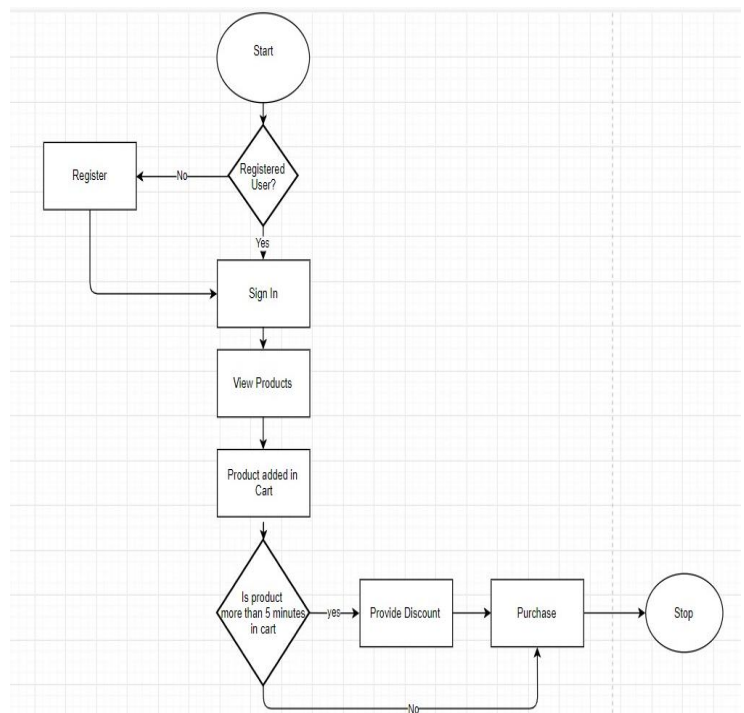 Start
Registered
User?
No
Register
Yes
Sign In
View Products
Product added in
Cart
Is product
more than 5 minutes
in cart
yes
Provide Discount
Purchase
Stop
No